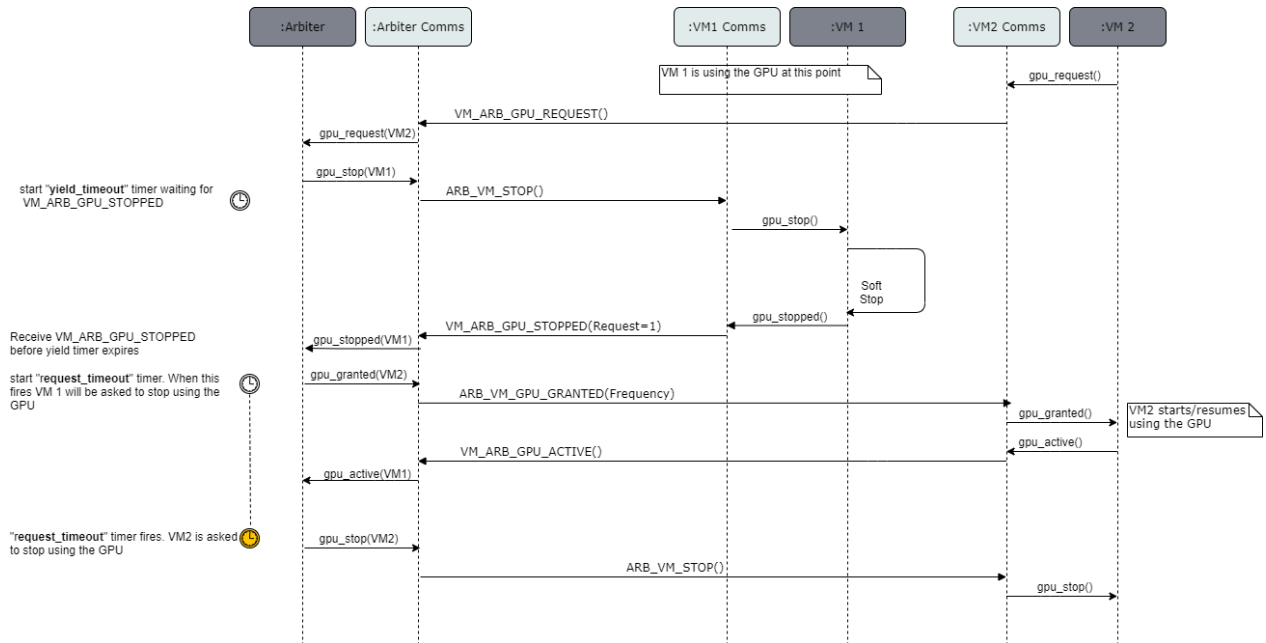 :Arbiter
:Arbiter Comms
:VM1 Comms
:VM 1
:VM2 Comms
:VM 2
VM 1 is using the GPU at this point
gpu_request()
VM_ARB_GPU_REQUEST()
gpu_request(VM2)
gpu_stop(VM1)
start "yield_timeout" timer waiting for
VM_ARB_GPU_STOPPED
ARB_VM_STOP()
gpu_stop()
Soft
Stop
gpu_stopped()
VM_ARB_GPU_STOPPED(Request=1)
Receive VM_ARB_GPU_STOPPED
before yield timer expires
gpu_stopped(VM1)
start "request_timeout" timer. When this
fires VM 1 will be asked to stop using the
GPU
gpu_granted(VM2)
ARB_VM_GPU_GRANTED(Frequency)
gpu_granted()
VM2 starts/resumes
using the GPU
gpu_active()
VM_ARB_GPU_ACTIVE()
gpu_active(VM1)
"request_timeout" timer fires. VM2 is asked
to stop using the GPU
gpu_stop(VM2)
ARB_VM_STOP()
gpu_stop()